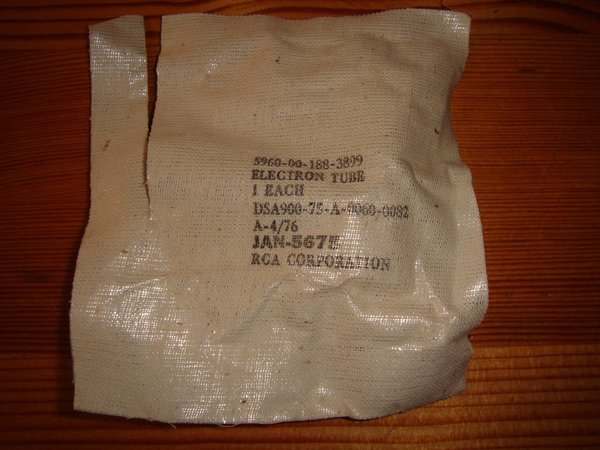 5960-00-188-3899
ELECTRON TUBE
1 EACH
DSA900-75-A-0060-0082
A-4/76
JAN-5675
RCA CORPORATION